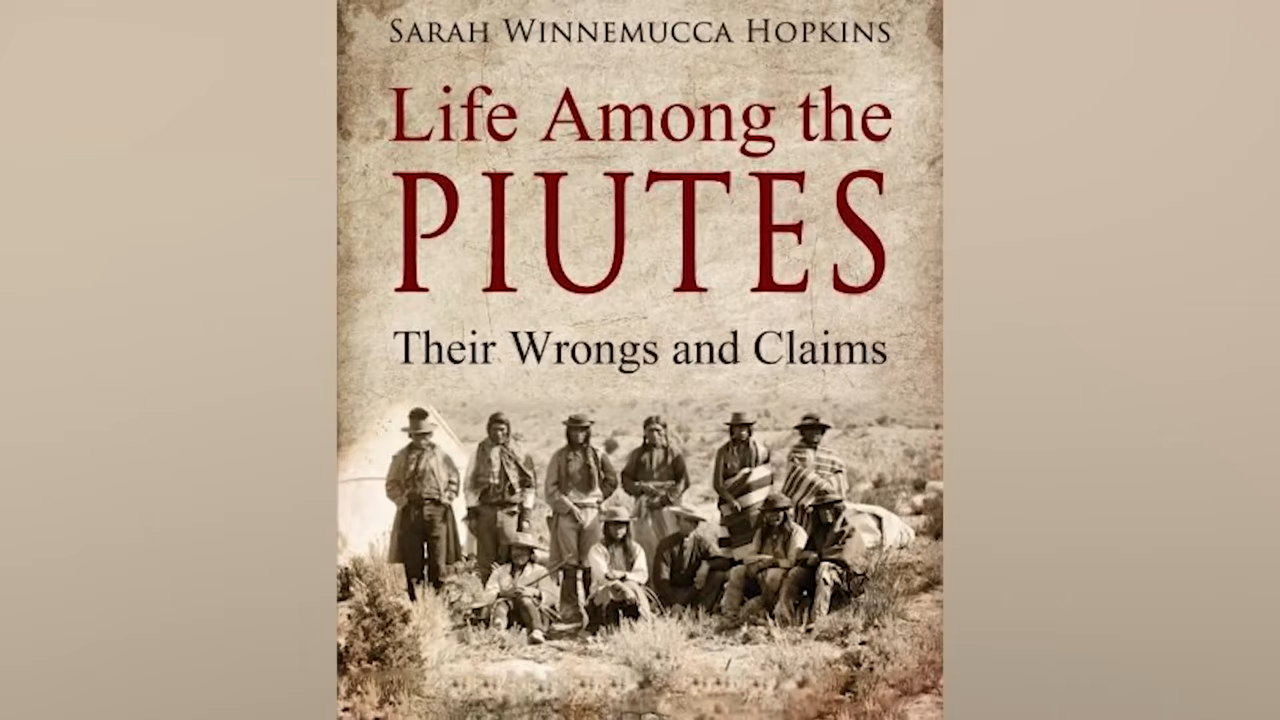 SARAH WINNEMUCCA HOPKINS
Life Among the
PIUTES
Their Wrongs and Claims